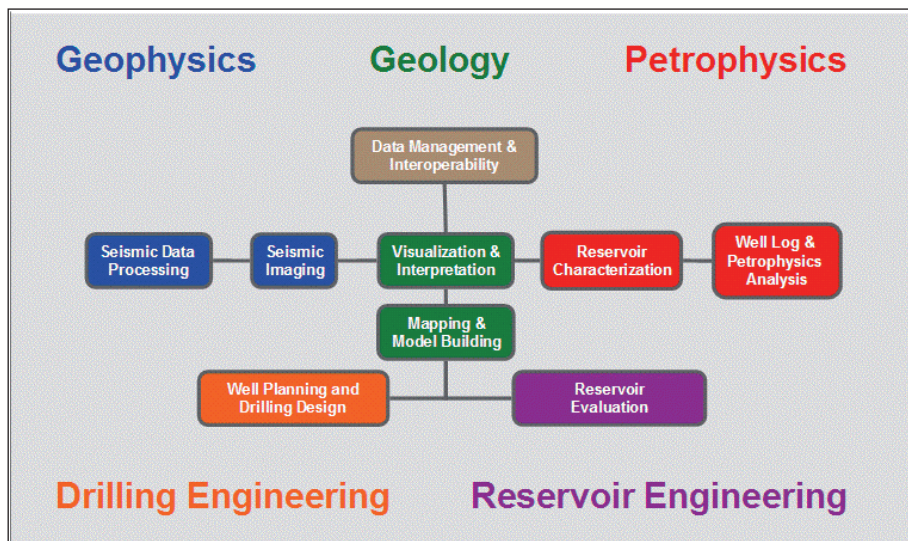 Geophysics Geology Petrophysics
Data Management &
Interoperability
Seismic Data
Processing
Seismic
Imaging
Visualization &
Interpretation
Reservoir
Characterization
Well Log &
Petrophysics
Analysis
Mapping &
Model Building
Well Planning and
Drilling Design
Reservoir
Evaluation
Drilling Engineering Reservoir Engineering